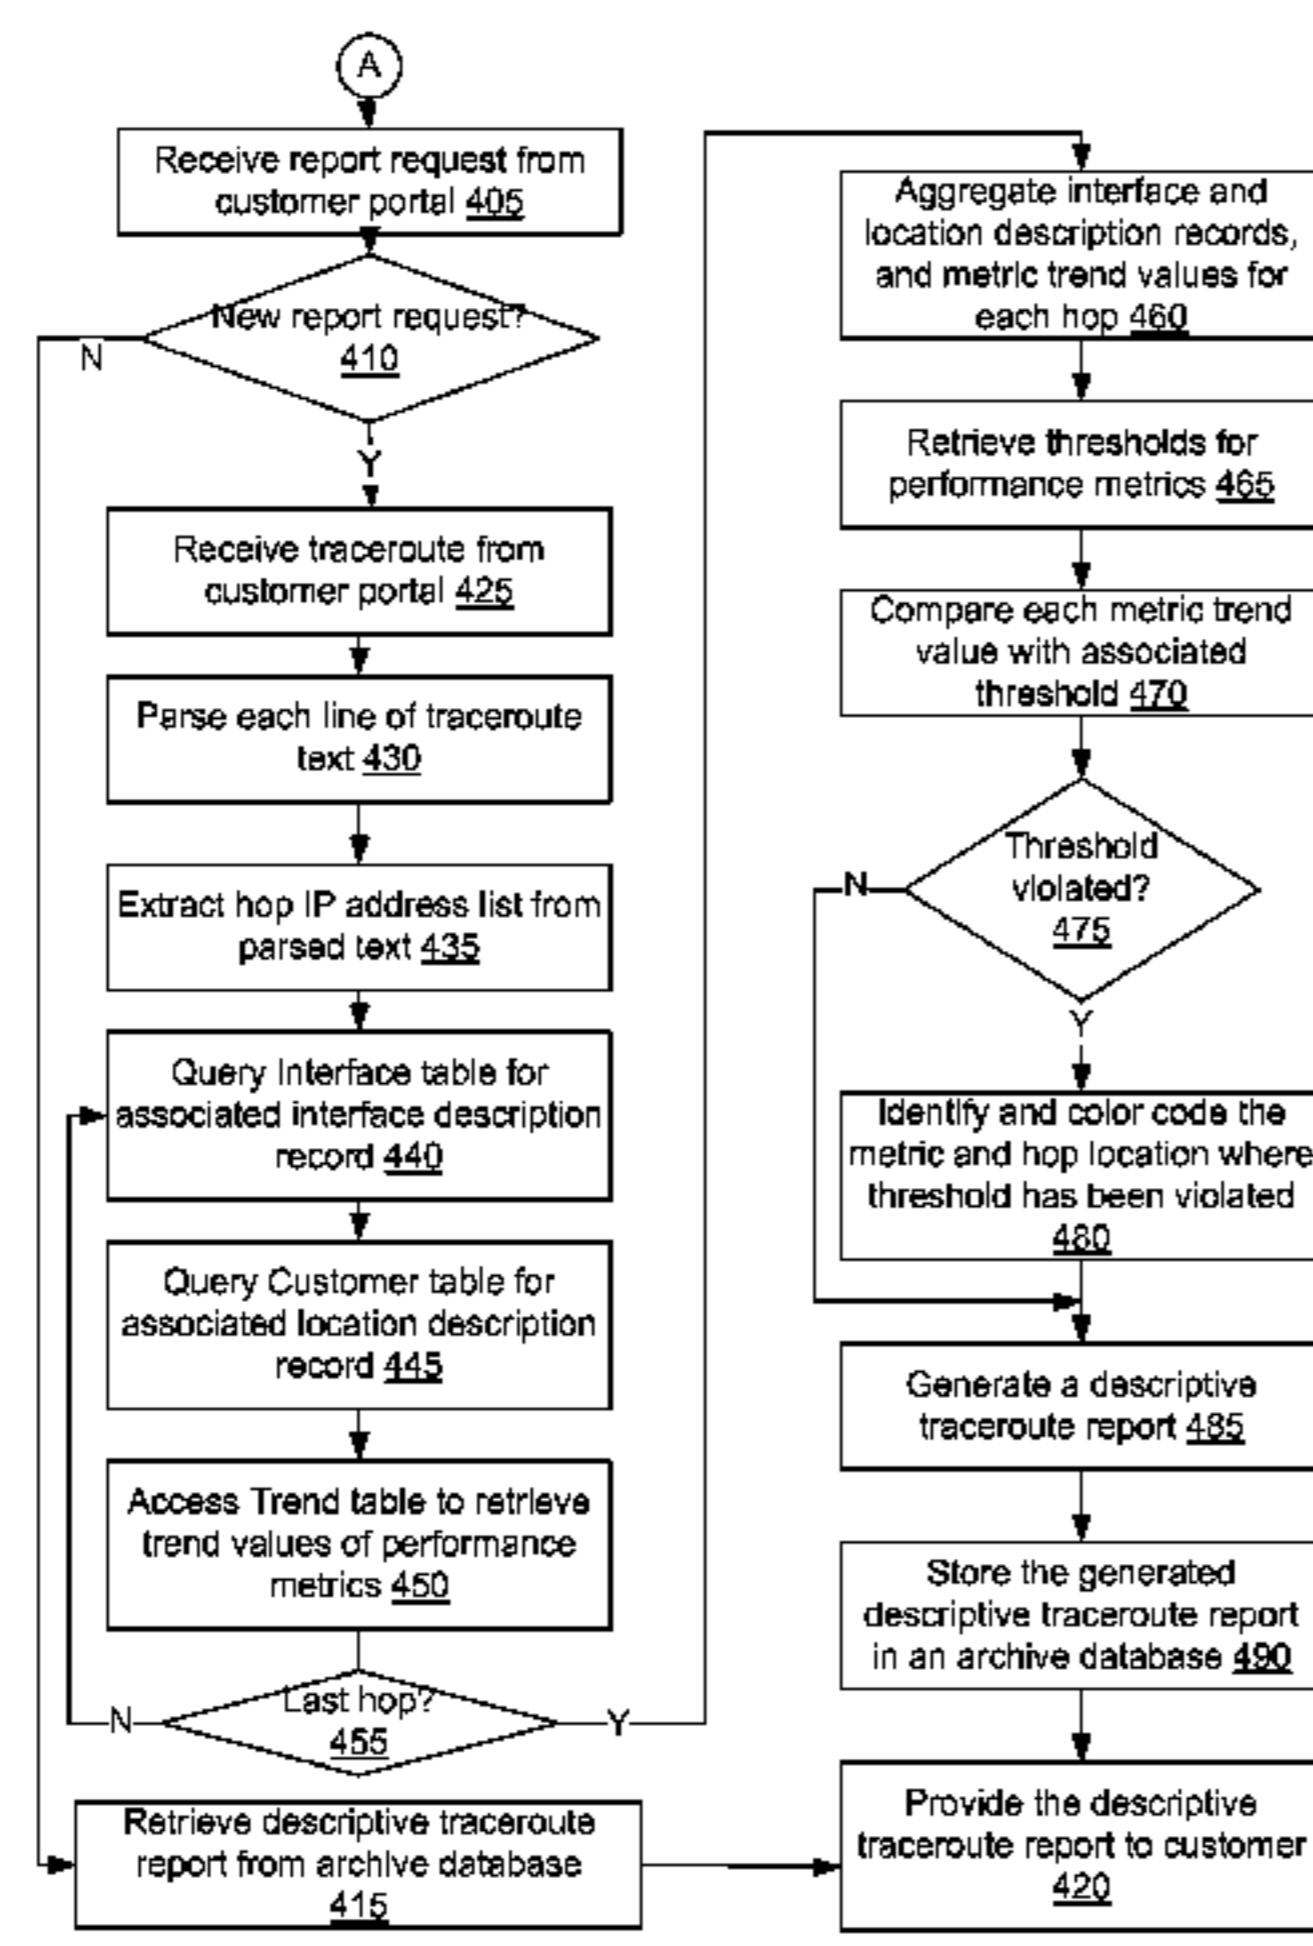 A
Receive report request from
customer portal 405
New report request?
410
N
Y
Receive traceroute from
customer portal 425
Parse each line of traceroute
text 430
Extract hop IP address list from
parsed text 435
Query Interface table for
associated interface description
record 440
Query Customer table for
associated location description
record 445
Access Trend table to retrieve
trend values of performance
metrics 450
Last hop?
455
N
Y
Retrieve descriptive traceroute
report from archive database
415
Aggregate interface and
location description records,
and metric trend values for
each hop 460
Retrieve thresholds for
performance metrics 465
Compare each metric trend
value with associated
threshold 470
Threshold
violated?
475
N
Y
Identify and color code the
metric and hop location where
threshold has been violated
480
Generate a descriptive
traceroute report 485
Store the generated
descriptive traceroute report
in an archive database 490
Provide the descriptive
traceroute report to customer
420